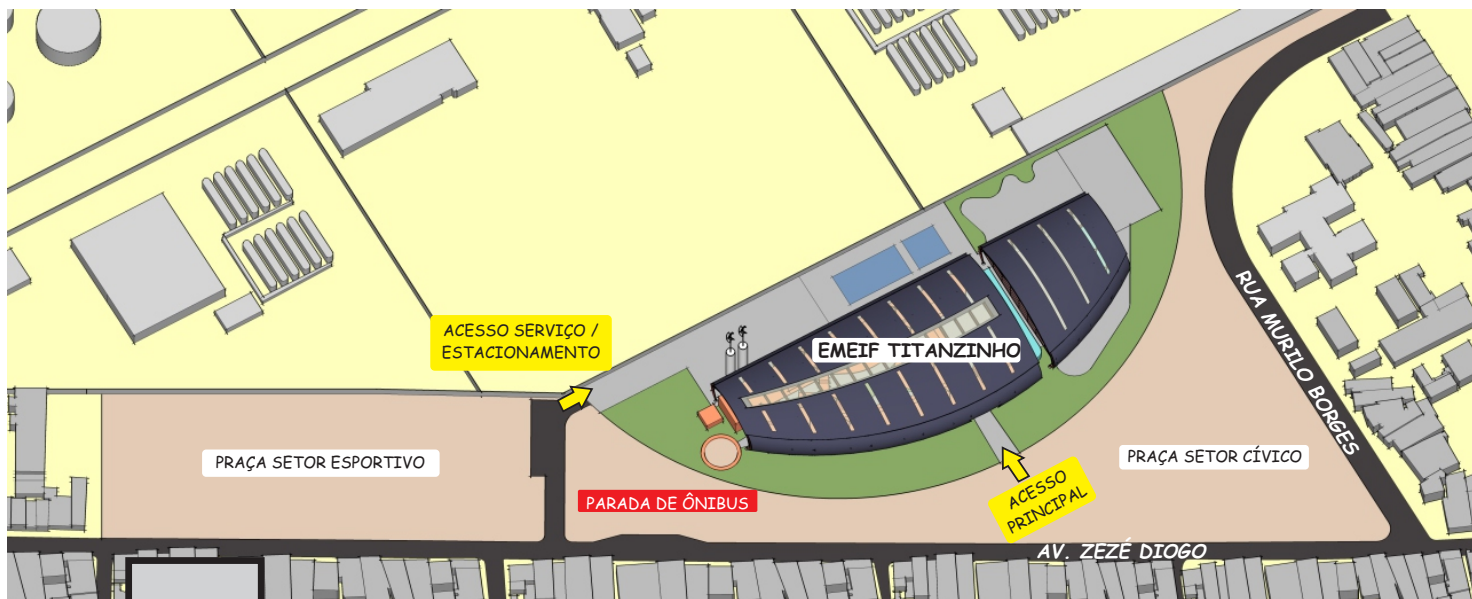 ACESSO SERVIÇO /
ESTACIONAMENTO
EMEIF TITANZINHO
RUA MURILO BORGES
PRAÇA SETOR ESPORTIVO
PRAÇA SETOR CÍVICO
PARADA DE ÔNIBUS
ACESSO
PRINCIPAL
AV. ZEZÉ DIOGO